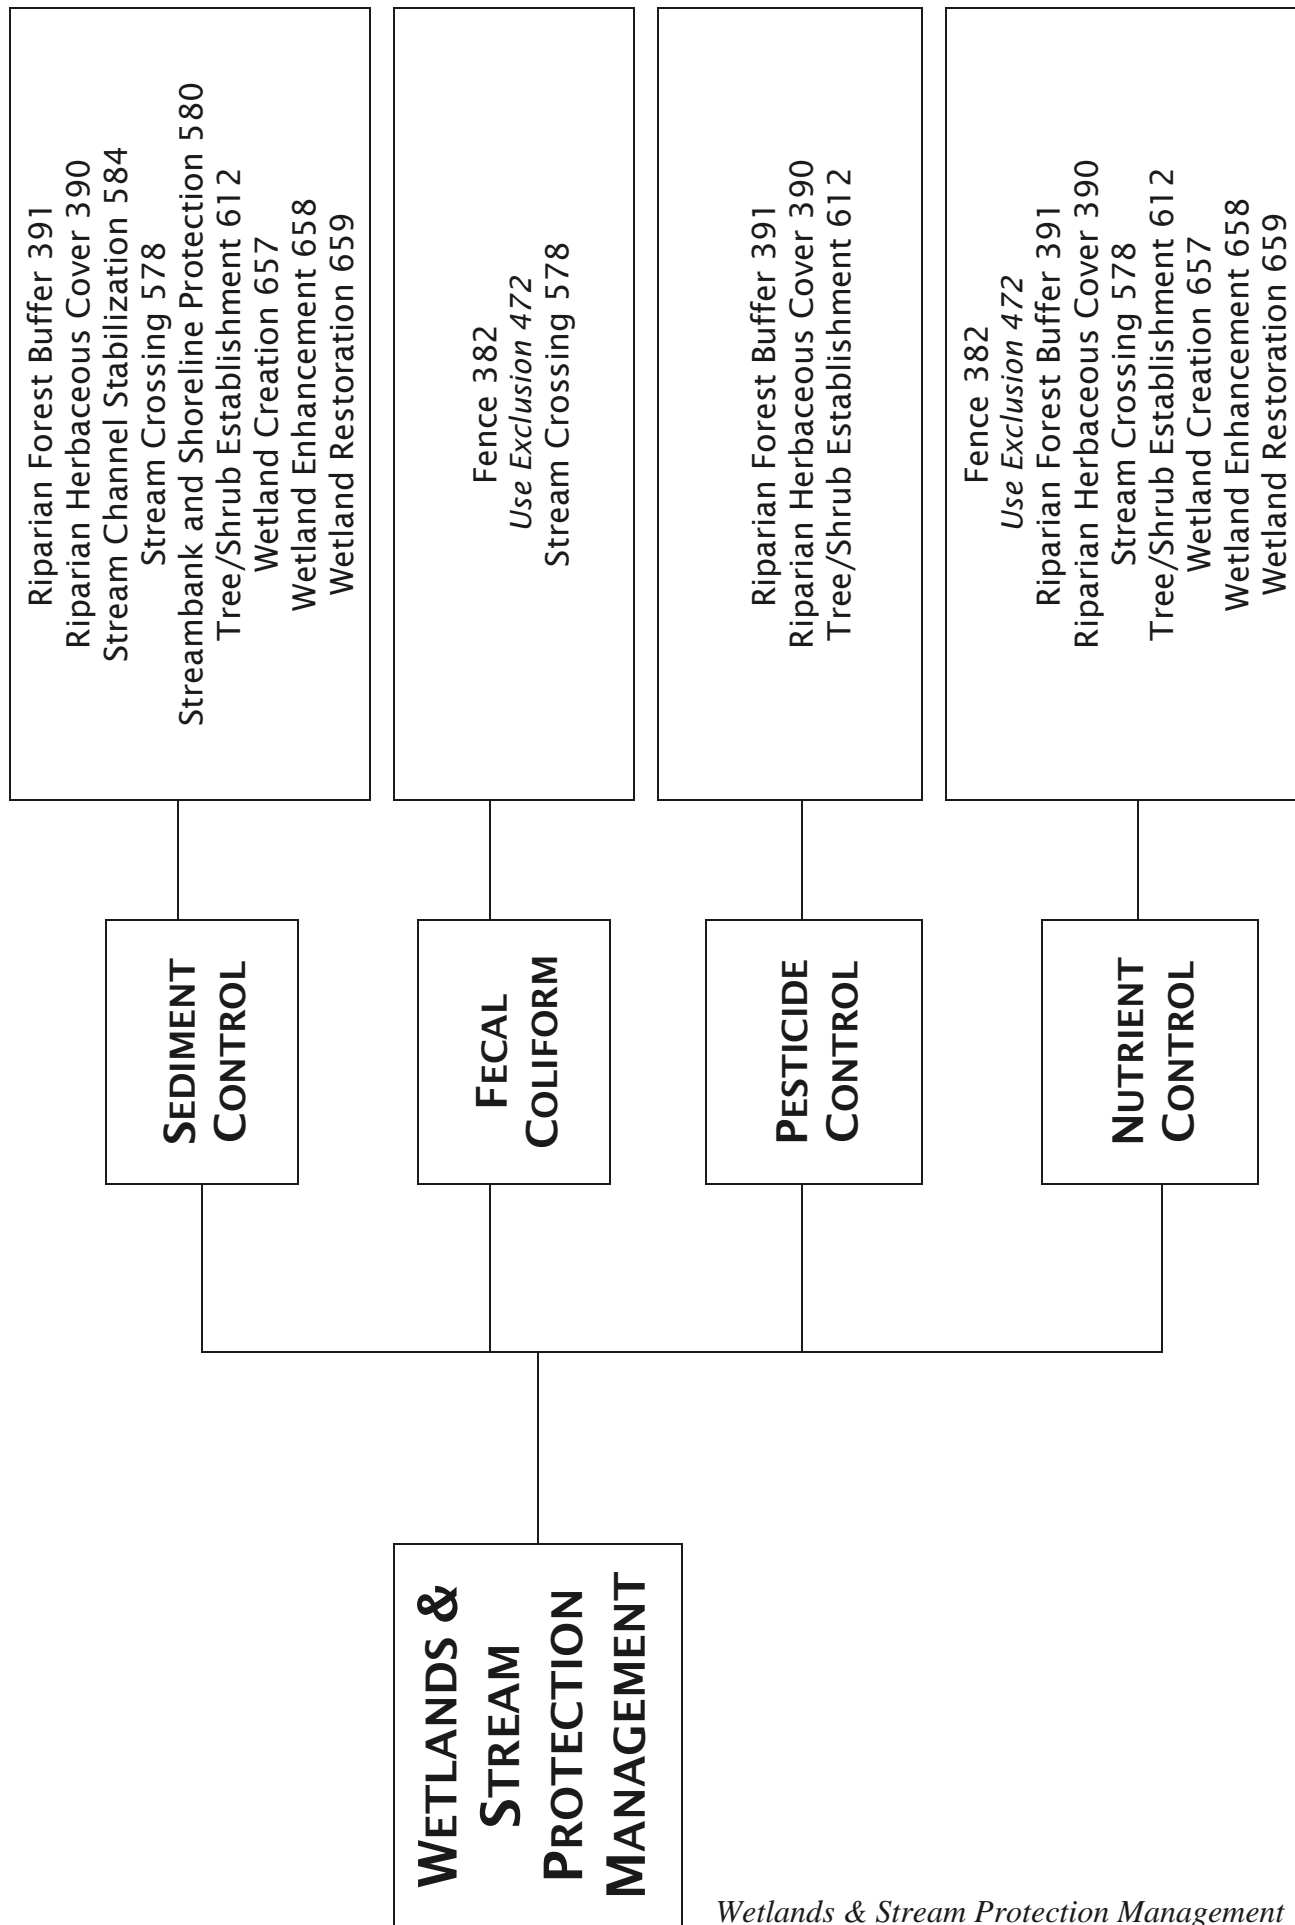 WETLANDS &
STREAM
PROTECTION
MANAGEMENT
SEDIMENT
CONTROL
Riparian Forest Buffer 391
Riparian Herbaceous Cover 390
Stream Channel Stabilization 584
Stream Crossing 578
Streambank and Shoreline Protection 580
Tree/Shrub Establishment 612
Wetland Creation 657
Wetland Enhancement 658
Wetland Restoration 659
FECAL
COLIFORM
Fence 382
Use Exclusion 472
Stream Crossing 578
PESTICIDE
CONTROL
Riparian Forest Buffer 391
Riparian Herbaceous Cover 390
Tree/Shrub Establishment 612
NUTRIENT
CONTROL
Fence 382
Use Exclusion 472
Riparian Forest Buffer 391
Riparian Herbaceous Cover 390
Stream Crossing 578
Tree/Shrub Establishment 612
Wetland Creation 657
Wetland Enhancement 658
Wetland Restoration 659
Wetlands & Stream Protection Management